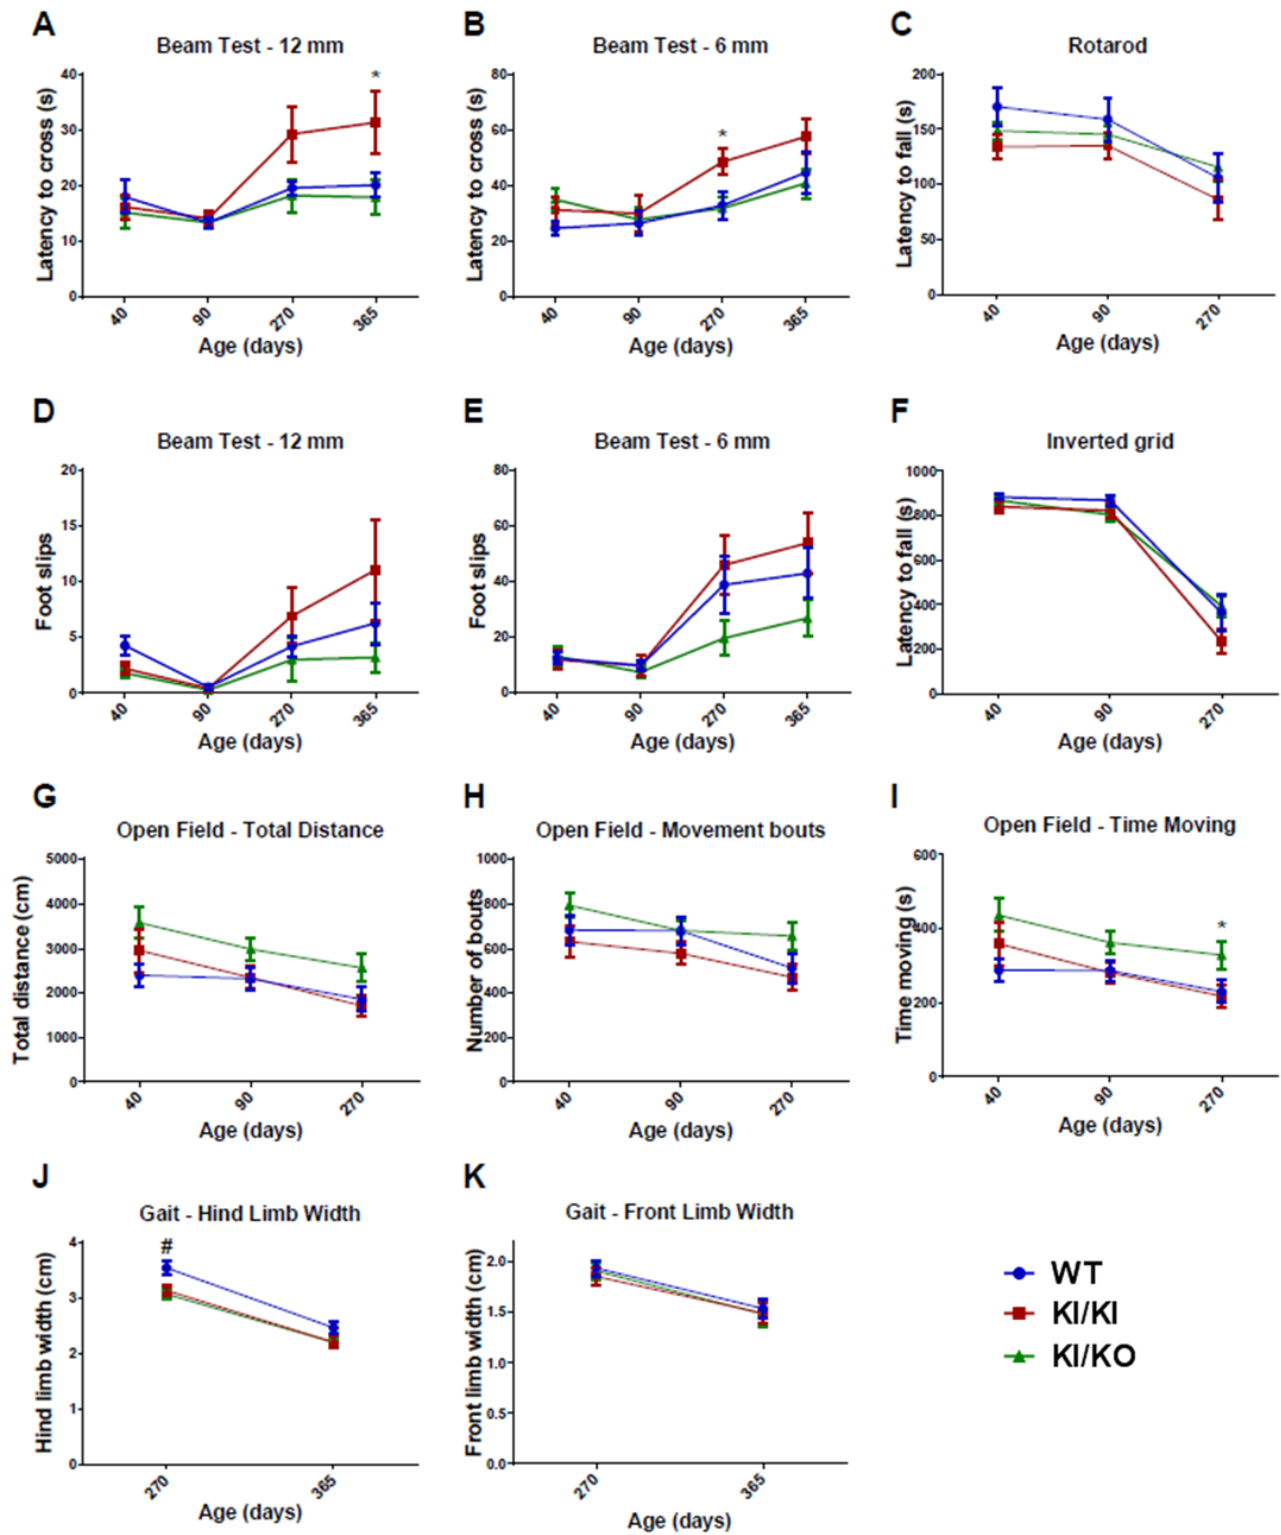 A
Beam Test - 12 mm
Latency to cross (s)
40
30
20
10
0
*
40
90
270
365
Age (days)
B
Beam Test - 6 mm
Latency to cross (s)
80
60
40
20
0
*
40
90
270
365
Age (days)
C
Rotarod
Latency to fall (s)
200
150
100
50
0
40
90
270
Age (days)
D
Beam Test - 12 mm
Foot slips
20
15
10
5
0
40
90
270
365
Age (days)
E
Beam Test - 6 mm
Foot slips
80
60
40
20
0
40
90
270
365
Age (days)
F
Inverted grid
Latency to fall (s)
1000
800
600
400
200
0
40
90
270
Age (days)
G
Open Field - Total Distance
Total distance (cm)
5000
4000
3000
2000
1000
0
40
90
270
Age (days)
H
Open Field - Movement bouts
Number of bouts
1000
800
600
400
200
0
40
90
270
Age (days)
I
Open Field - Time Moving
Time moving (s)
600
400
200
0
*
40
90
270
Age (days)
J
Gait - Hind Limb Width
Hind limb width (cm)
4
3
2
1
0
#
270
365
Age (days)
K
Gait - Front Limb Width
Front limb width (cm)
2.0
1.5
1.0
0.5
0.0
270
365
Age (days)
WT
KI/KI
KI/KO